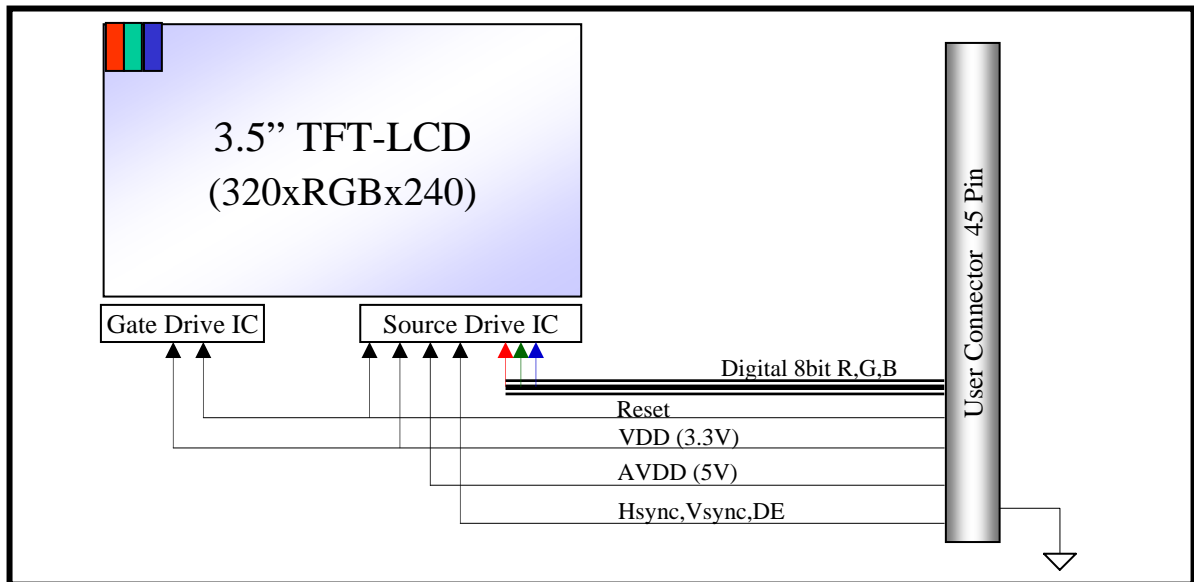 3.5” TFT-LCD
(320xRGBx240)
Gate Drive IC
Source Drive IC
Digital 8bit R,G,B
Reset
VDD (3.3V)
AVDD (5V)
Hsync,Vsync,DE
User Connector 45 Pin